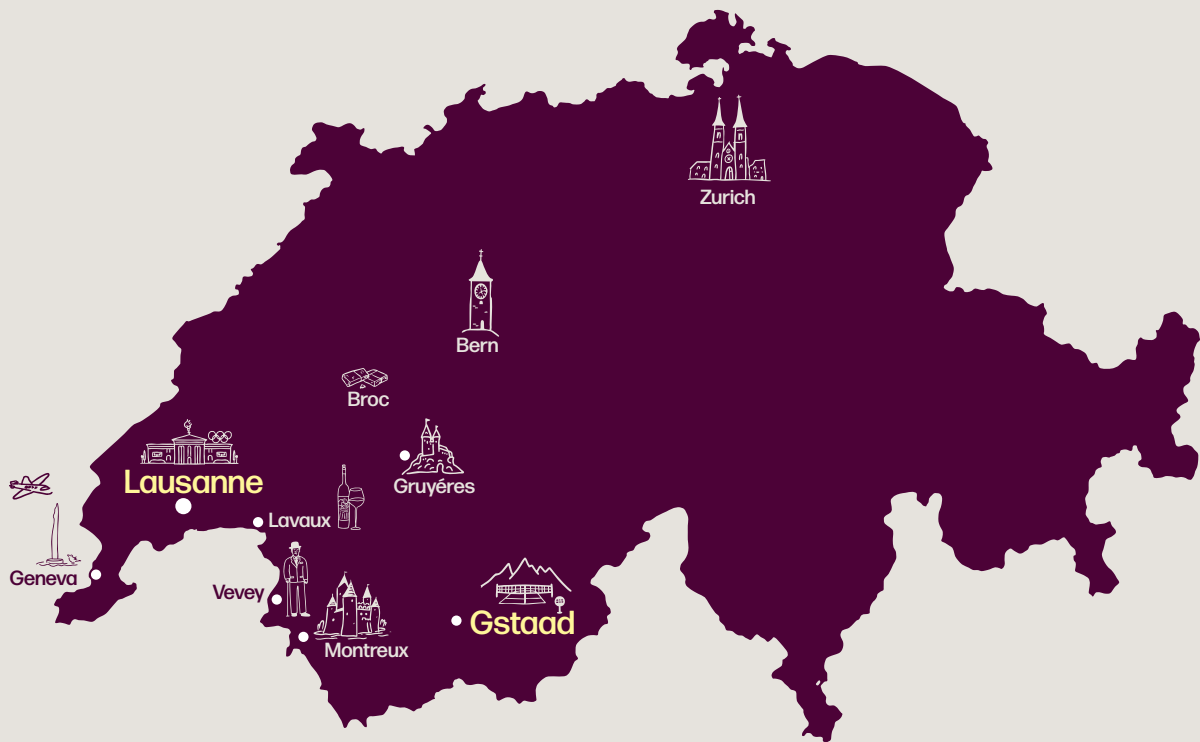 Zurich
Bern
Broc
Lausanne
Gruyéres
Lavaux
Geneva
Vevey
Gstaad
Montreux